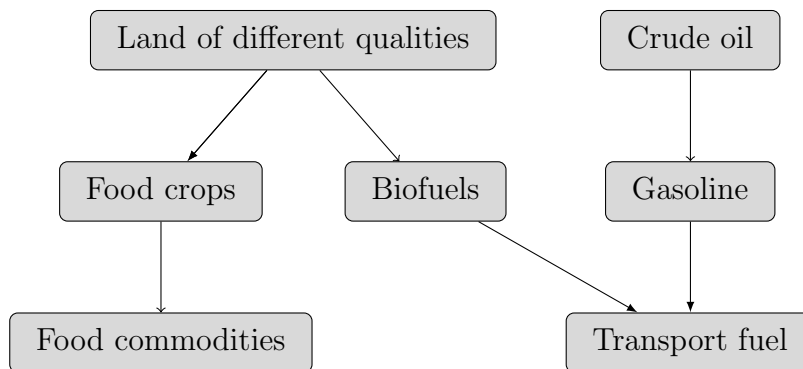 Land of different qualities
Crude oil
Food crops
Biofuels
Gasoline
Food commodities
Transport fuel